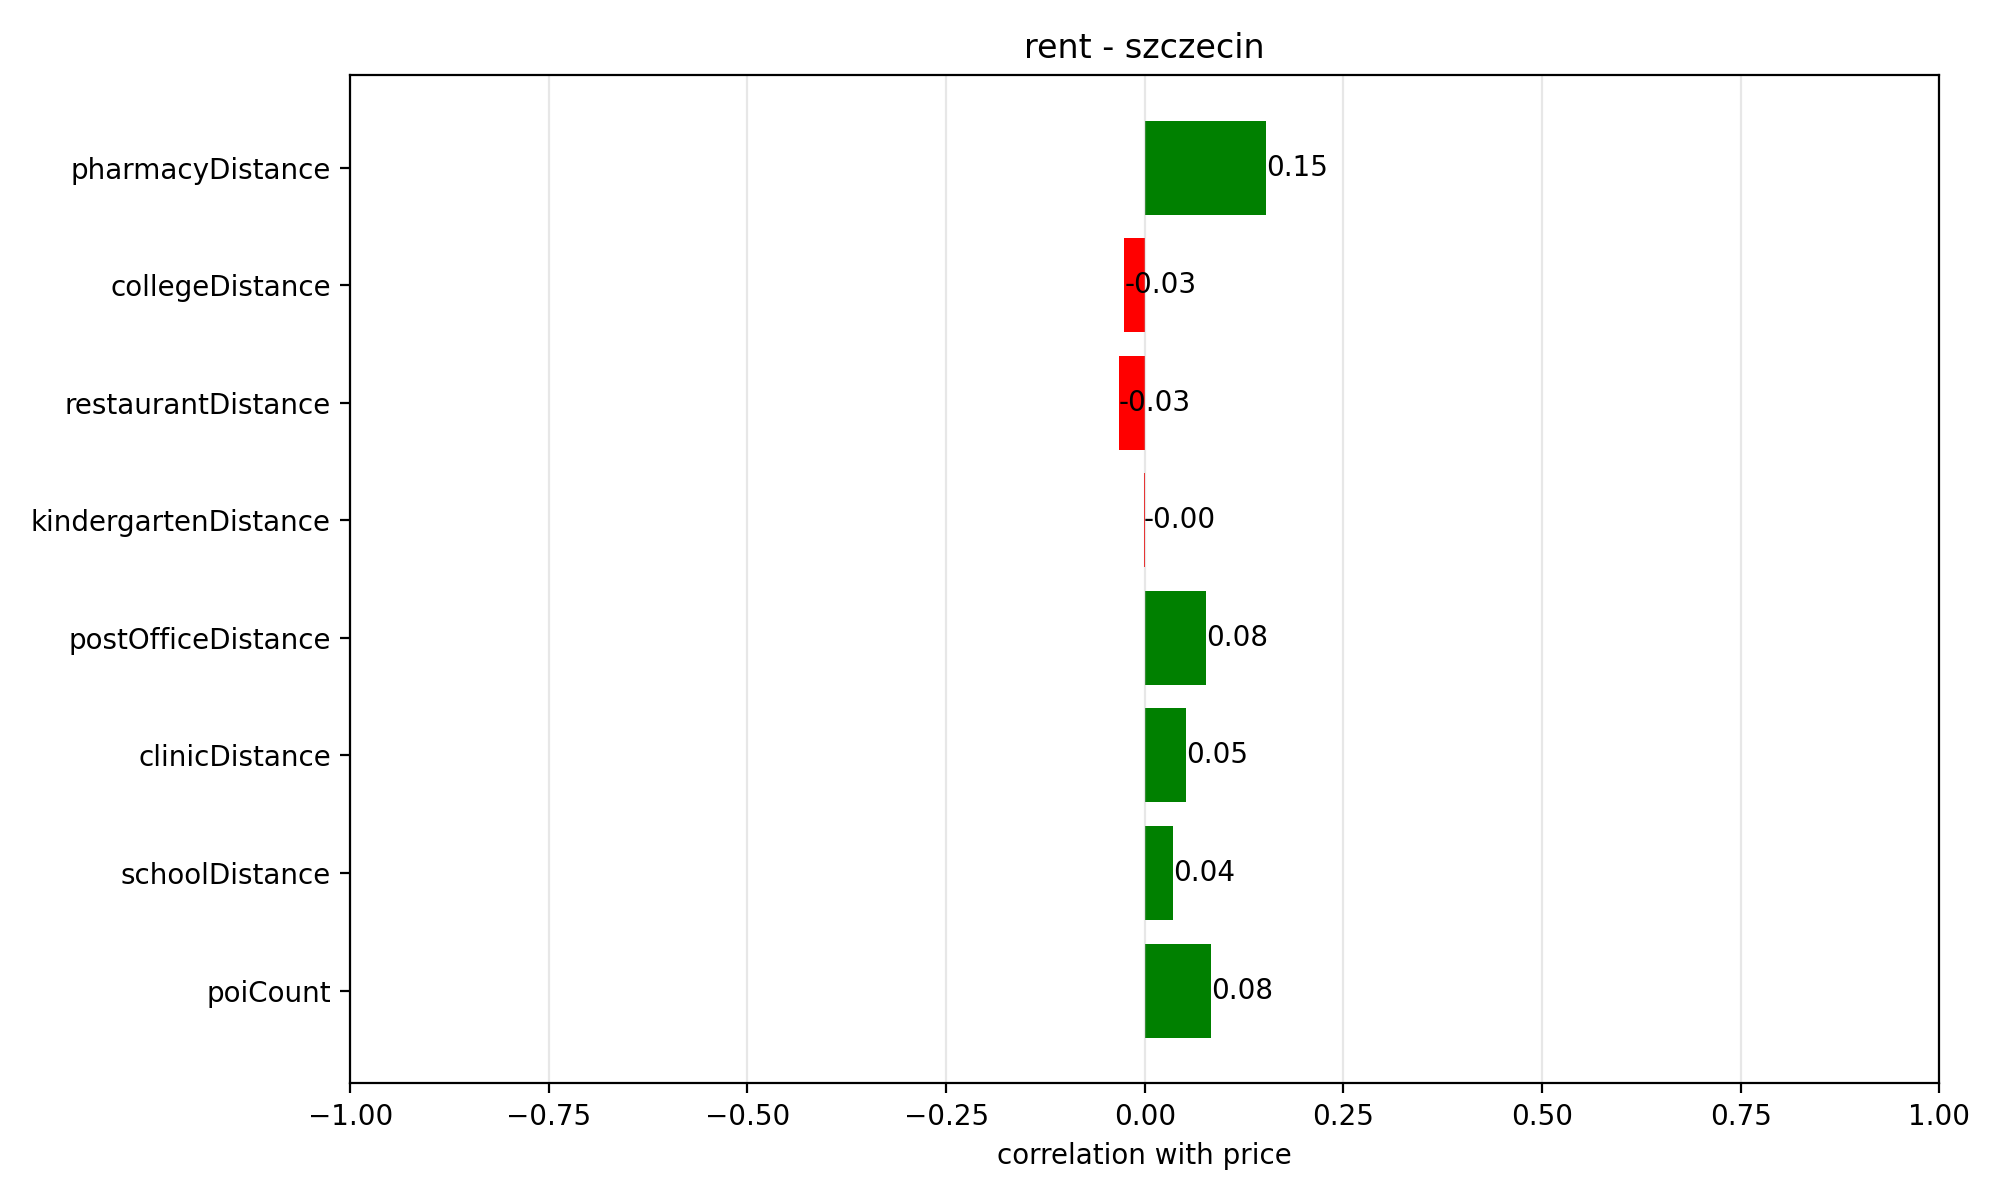 rent - szczecin
pharmacyDistance
0.15
collegeDistance
-0.03
restaurantDistance
-0.03
kindergartenDistance
-0.00
postOfficeDistance
0.08
clinicDistance
0.05
schoolDistance
0.04
poiCount
0.08
−1.00 −0.75 −0.50 −0.25 0.00 0.25 0.50 0.75 1.00
correlation with price